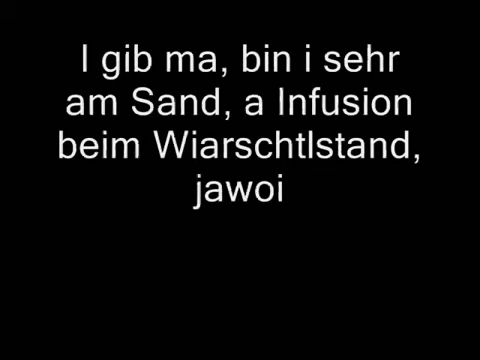 I gib ma, bin i sehr
am Sand, a Infusion
beim Wiarschtlstand,
jawoi